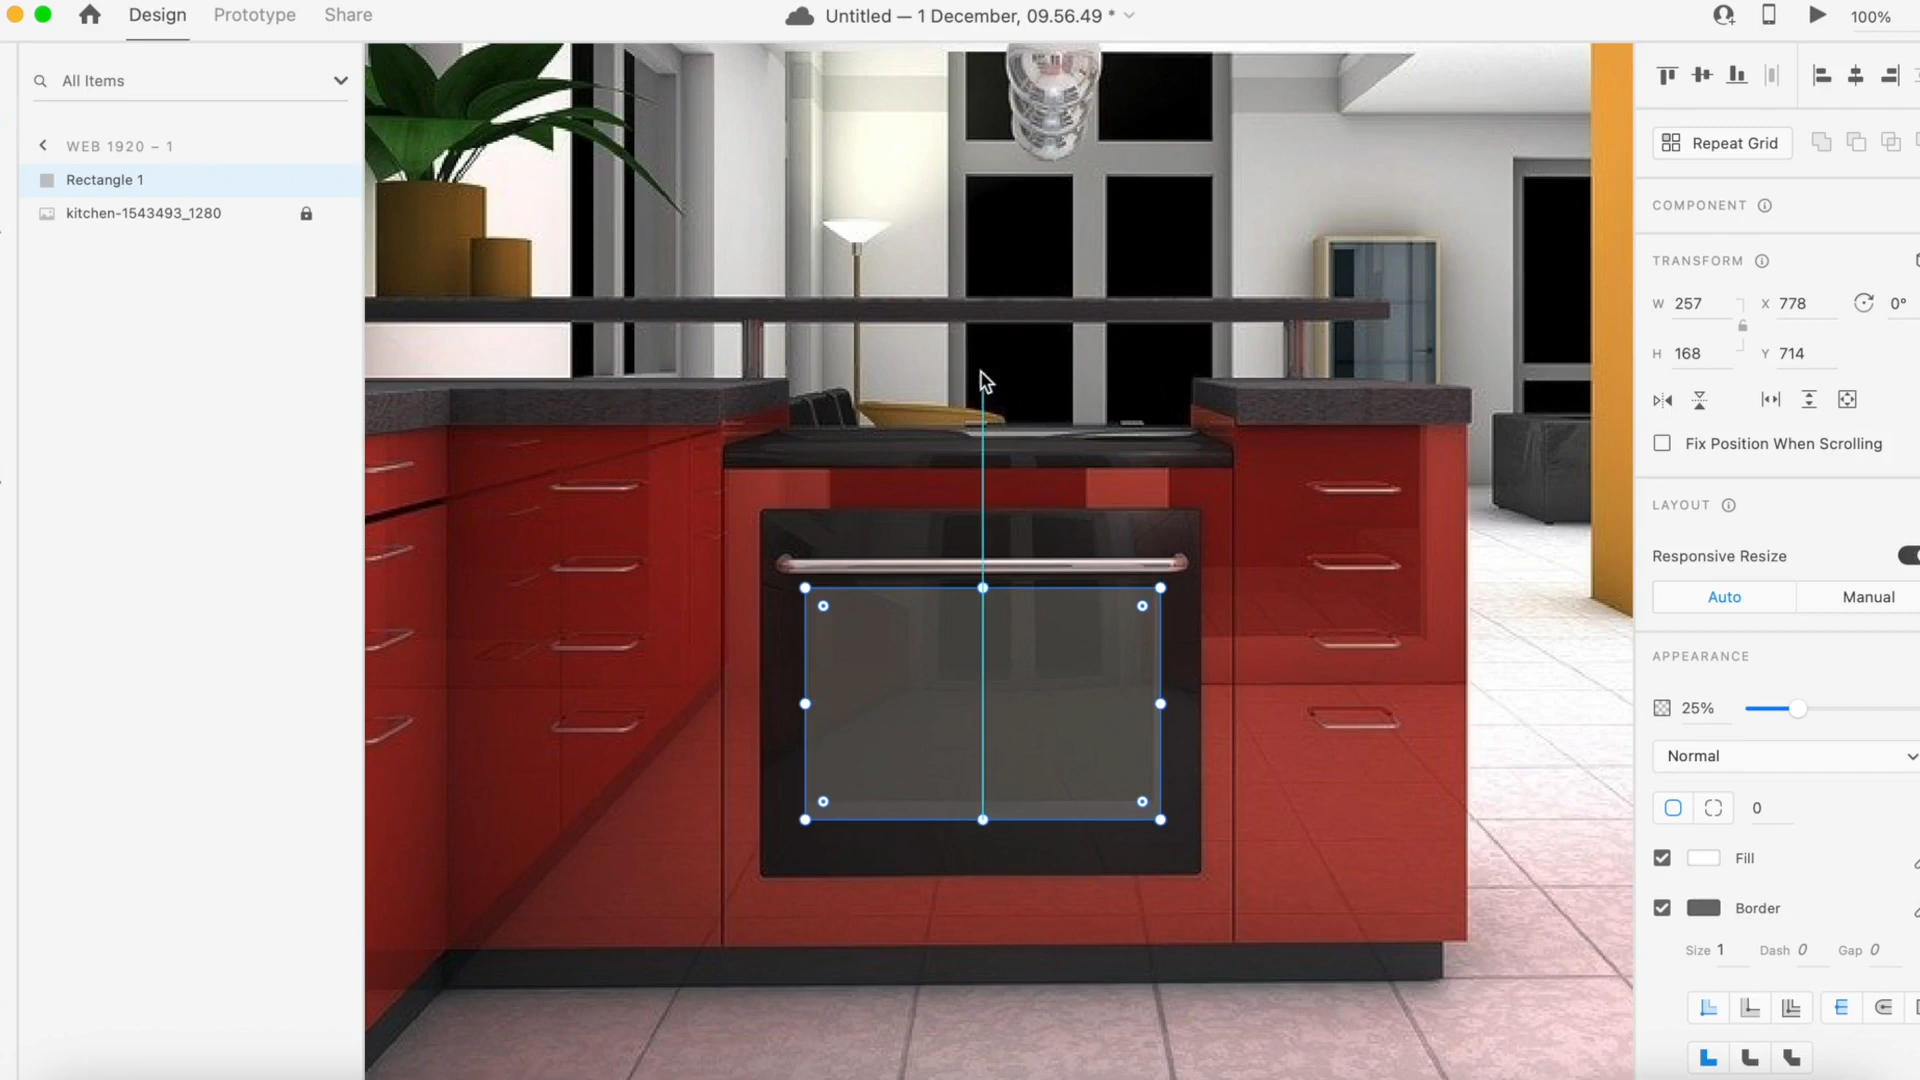 Design Prototype Share
Untitled — 1 December, 09.56.49 *
100%
All Items
WEB 1920 – 1
Rectangle 1
kitchen-1543493_1280
Repeat Grid
COMPONENT
TRANSFORM
W 257 X 778 0°
H 168 Y 714
Fix Position When Scrolling
LAYOUT
Responsive Resize
Auto Manual
APPEARANCE
25%
Normal
0
Fill
Border
Size 1 Dash 0 Gap 0